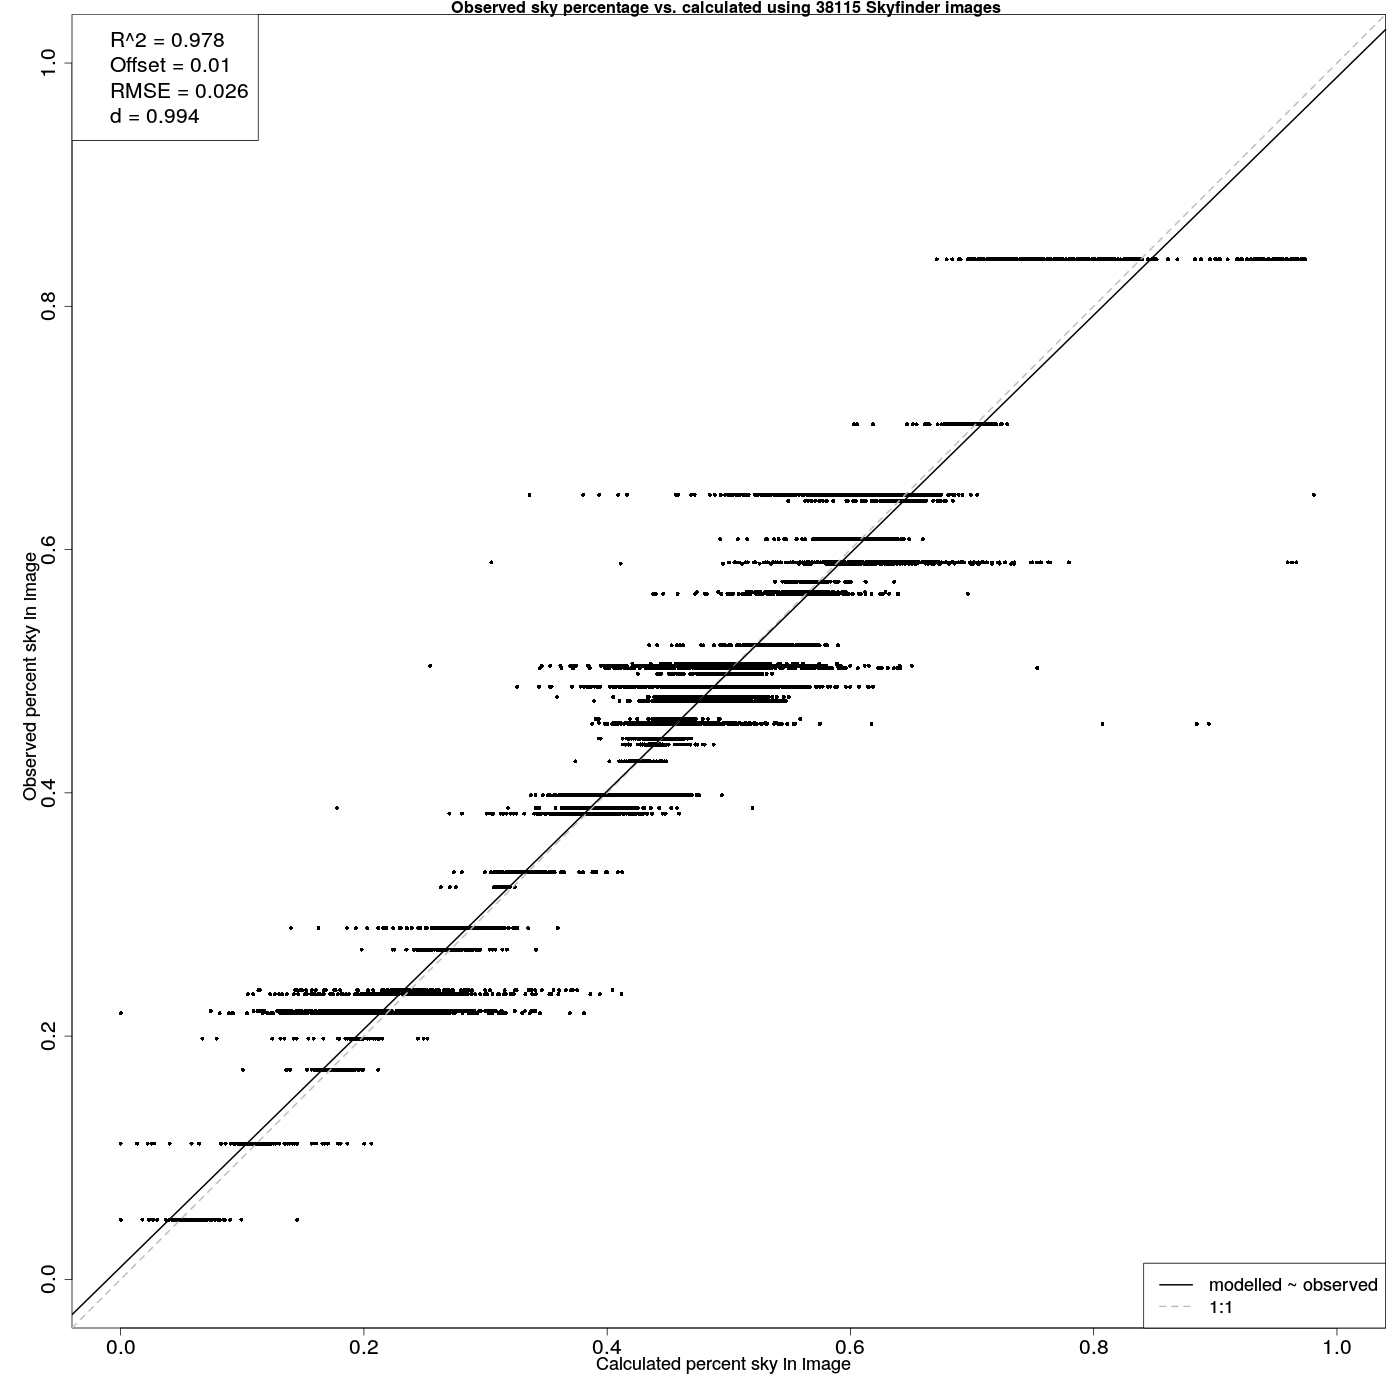 Observed sky percentage vs. calculated using 38115 Skyfinder images
R^2 = 0.978
Offset = 0.01
RMSE = 0.026
d = 0.994
1.0
0.8
0.6
0.4
0.2
0.0
Observed percent sky in image
modelled ~ observed
1:1
0.0 0.2 0.4 0.6 0.8 1.0
Calculated percent sky in image